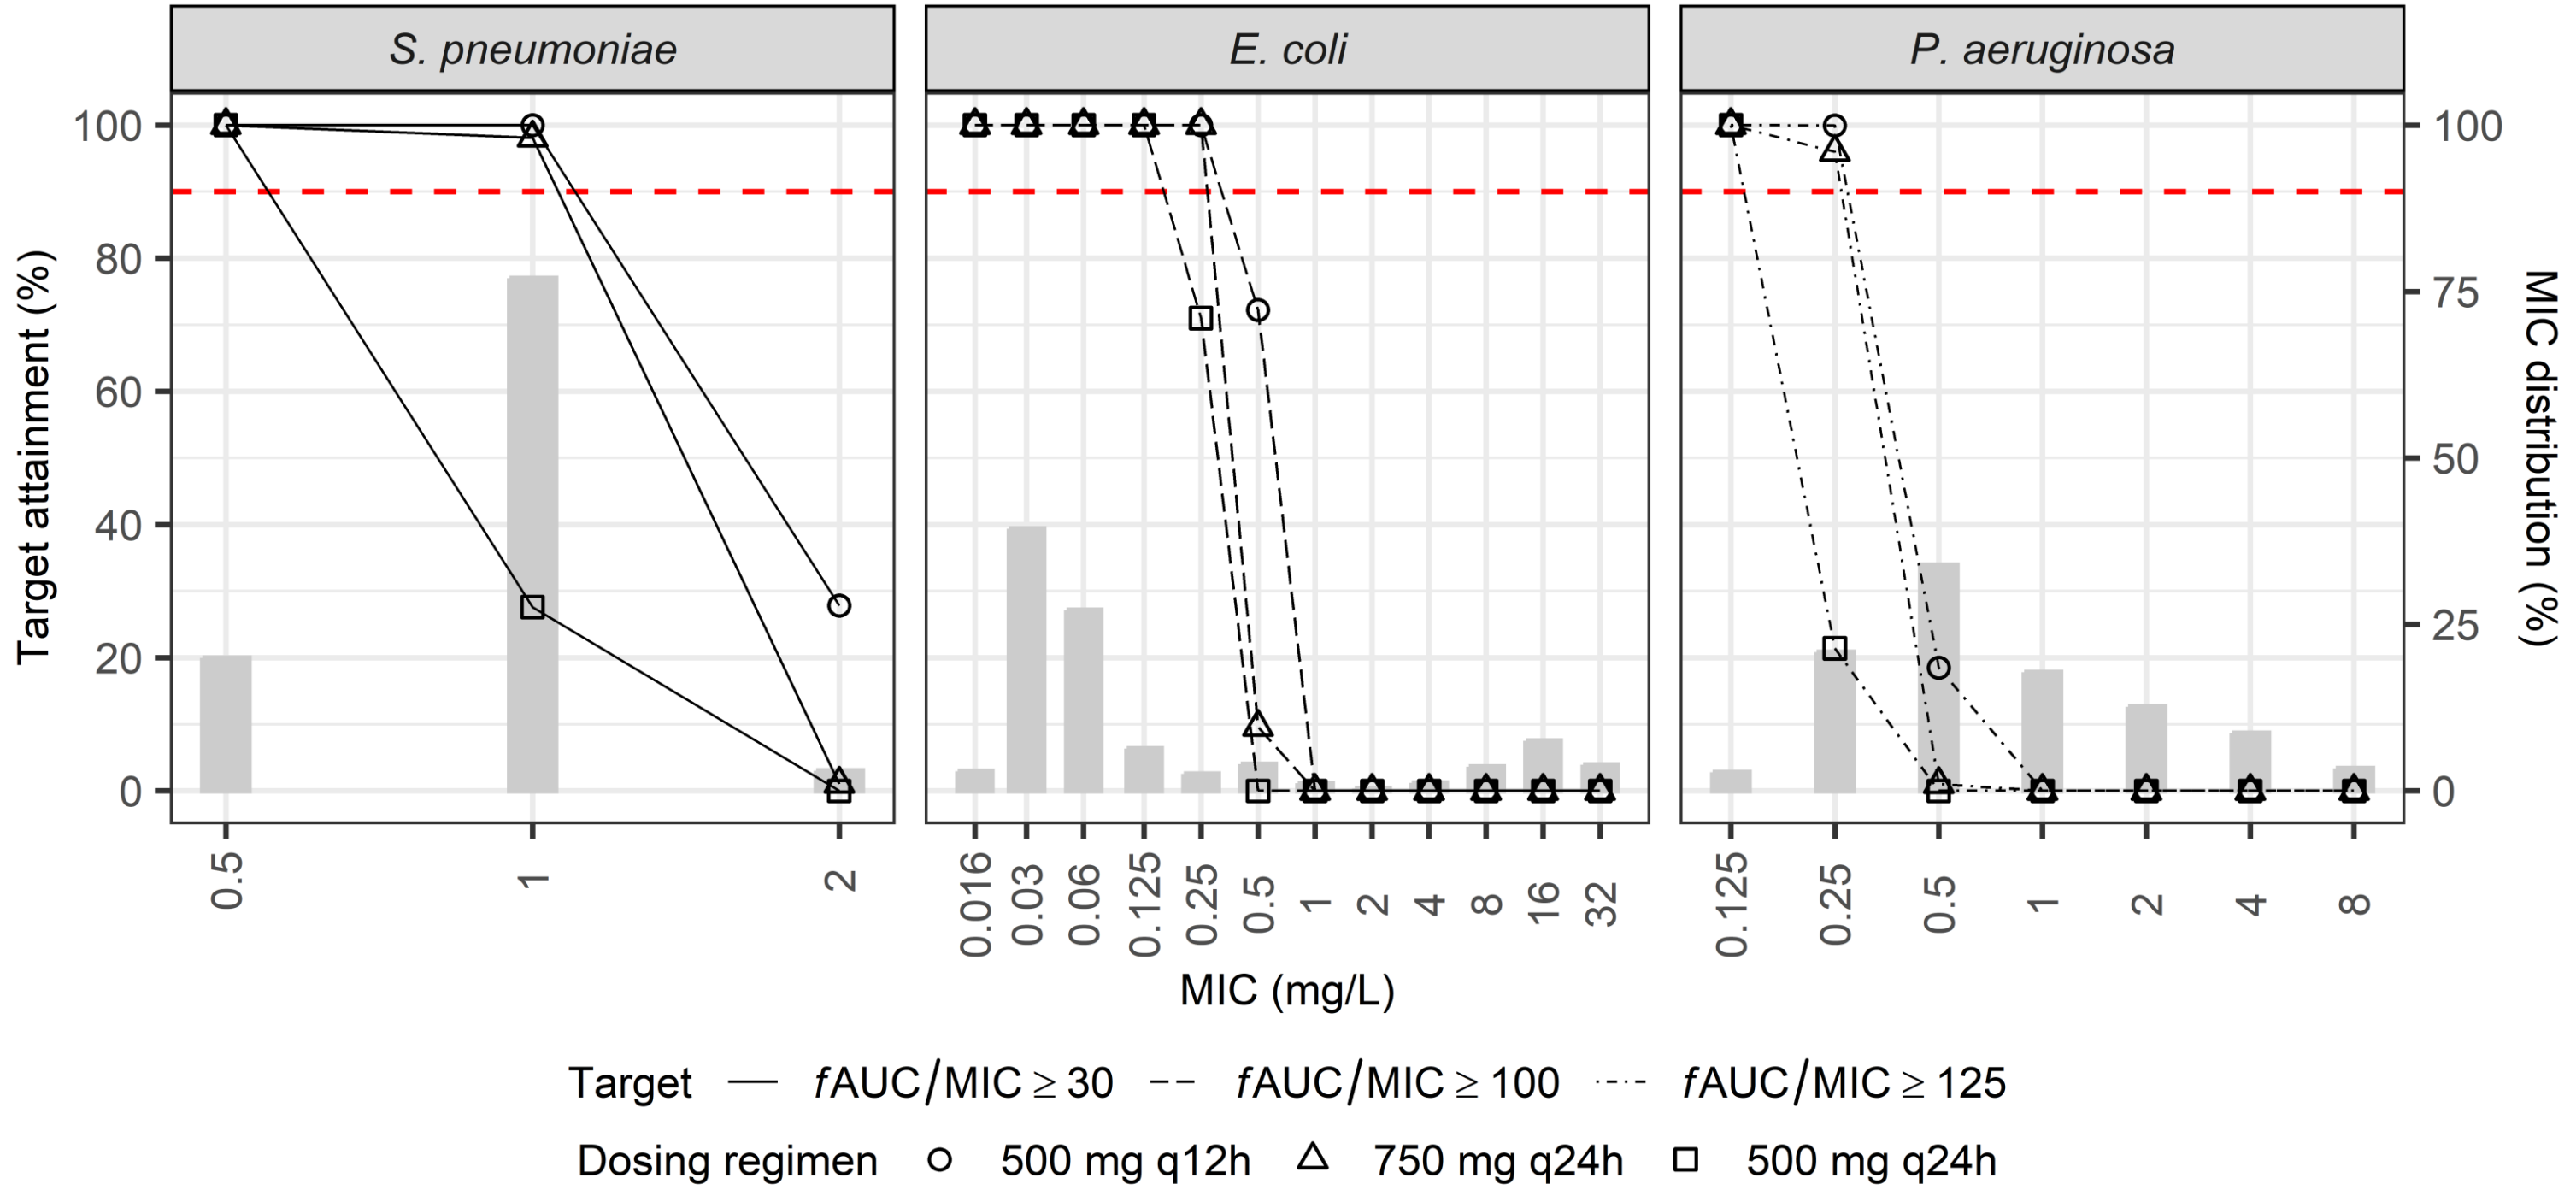 S. pneumoniae
E. coli
P. aeruginosa
Target attainment (%)
100
80
60
40
20
0
100
75
50
25
0
MIC distribution (%)
0.5 1 2
0.016 0.03 0.06 0.125 0.25 0.5 1 2 4 8 16 32
0.125 0.25 0.5 1 2 4 8
MIC (mg/L)
Target fAUC/MIC ≥ 30 fAUC/MIC ≥ 100 fAUC/MIC ≥ 125
Dosing regimen 500 mg q12h 750 mg q24h 500 mg q24h